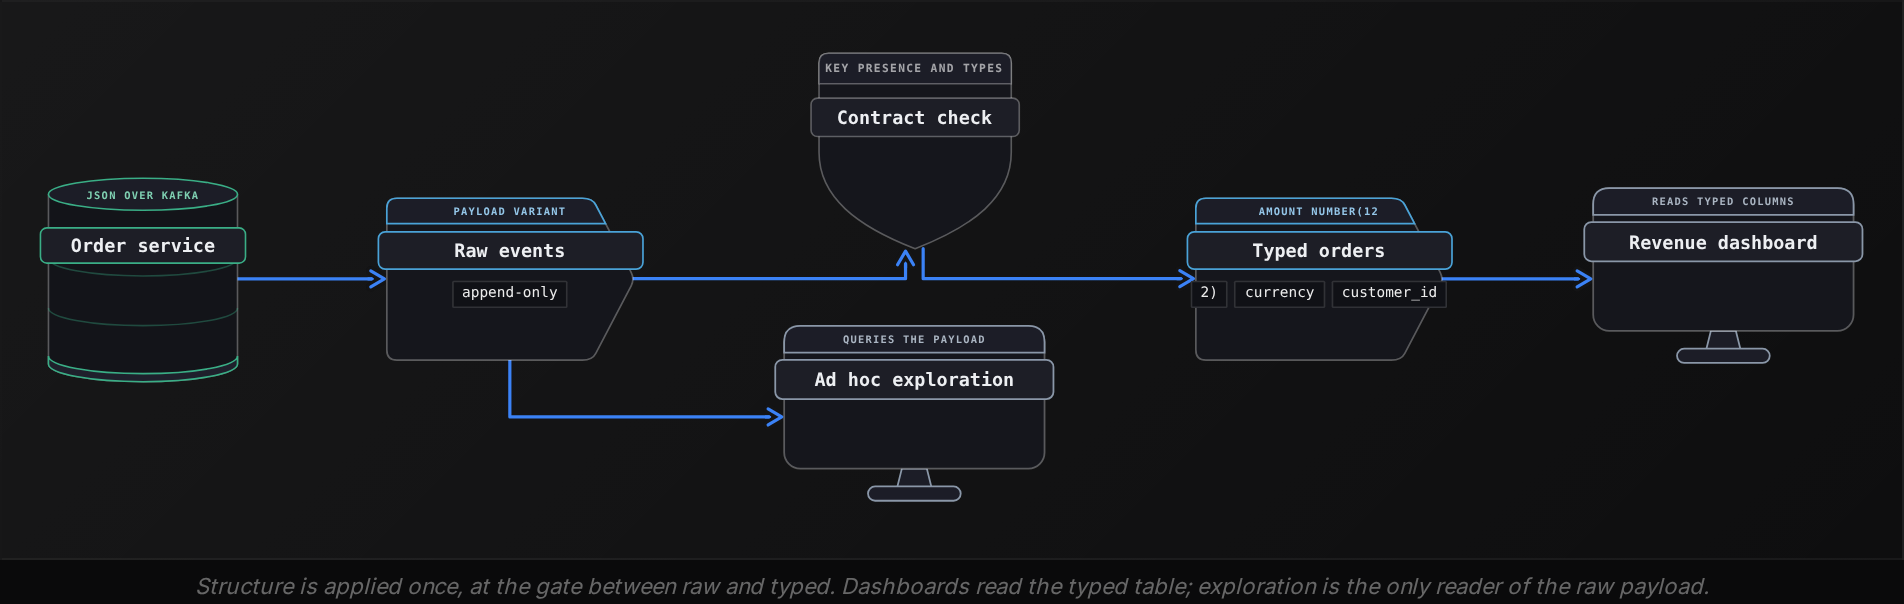 JSON OVER KAFKA
Order service
PAYLOAD VARIANT
Raw events
append-only
KEY PRESENCE AND TYPES
Contract check
QUERIES THE PAYLOAD
Ad hoc exploration
AMOUNT NUMBER(12
Typed orders
2) currency customer_id
READS TYPED COLUMNS
Revenue dashboard
Structure is applied once, at the gate between raw and typed. Dashboards read the typed table; exploration is the only reader of the raw payload.